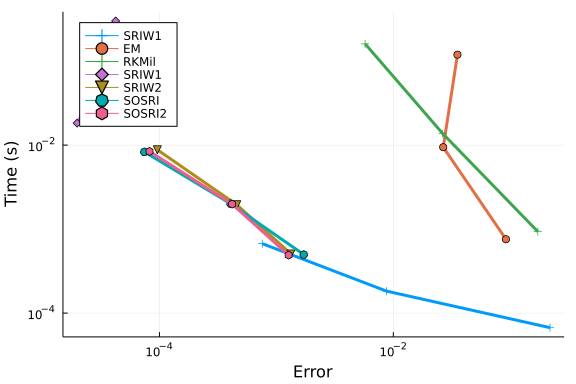 SRIW1
EM
RKMil
SRIW1
SRIW2
SOSRI
SOSRI2
Time (s)
10⁻²
10⁻⁴
10⁻⁴
10⁻²
Error